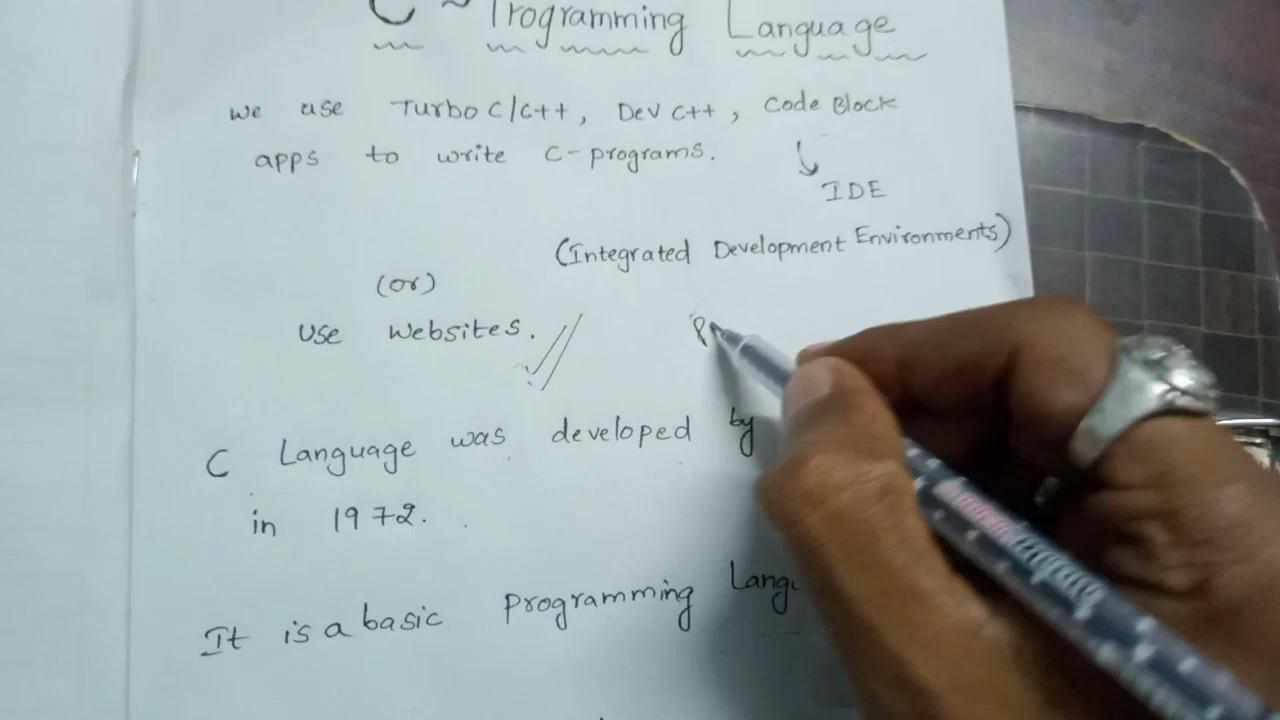 C ~ Programming Language
We use Turbo C/C++, Dev C++, Code Block
apps to write C-programs.
IDE
(Integrated Development Environments)
(or)
Use Websites.
C Language was developed by
in 1972.
It is a basic programming